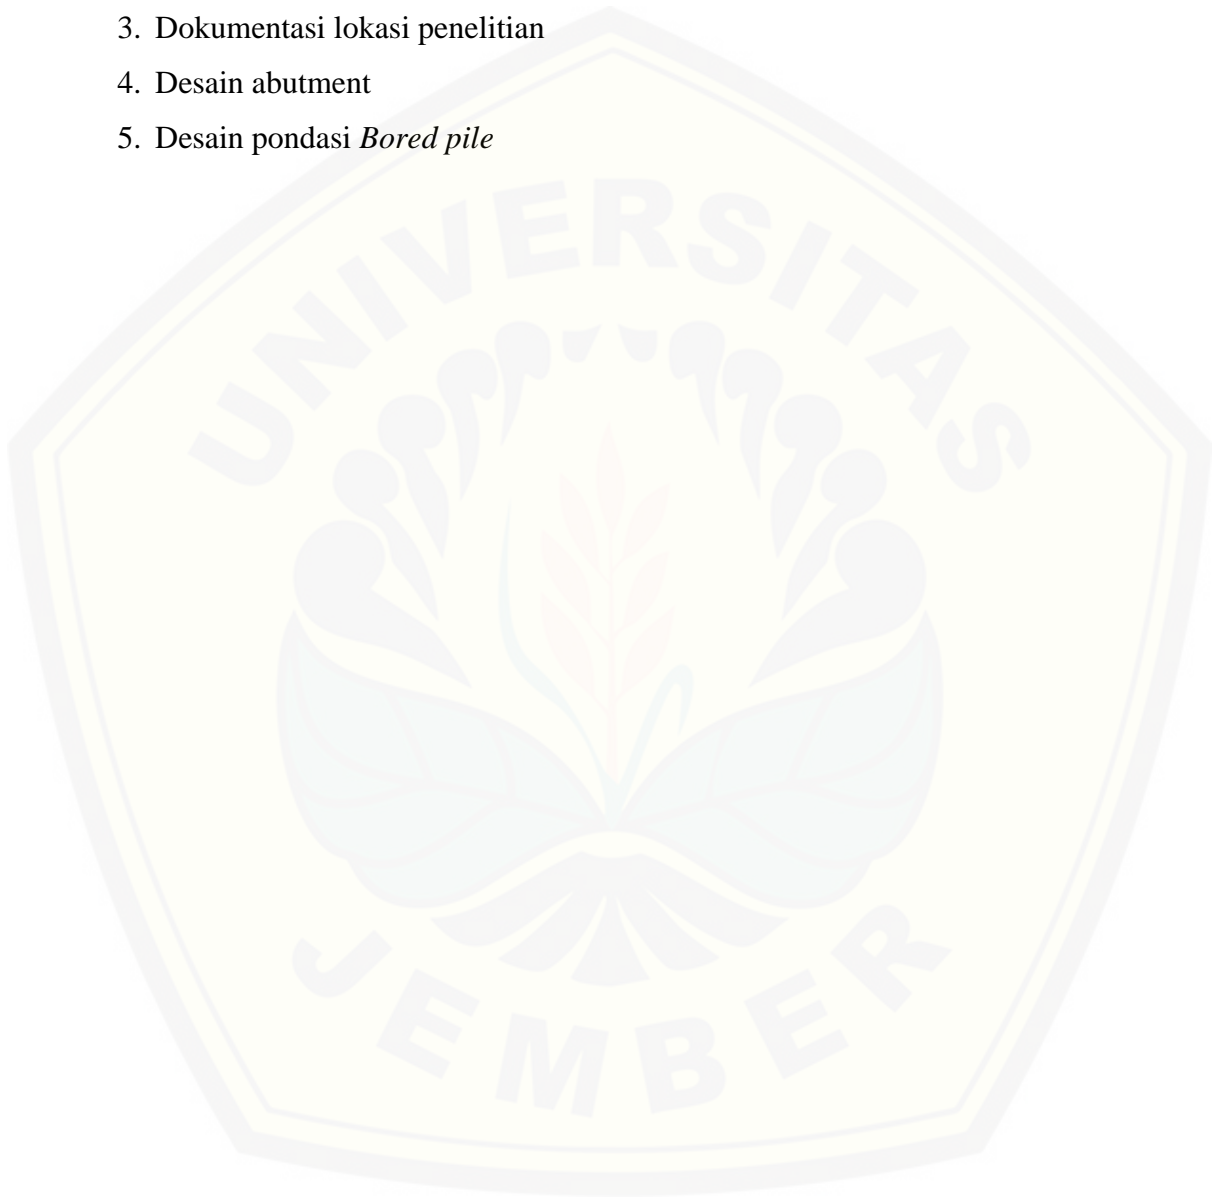 3. Dokumentasi lokasi penelitian
4. Desain abutment
5. Desain pondasi Bored pile
UNIVERSITAS
JEMBER